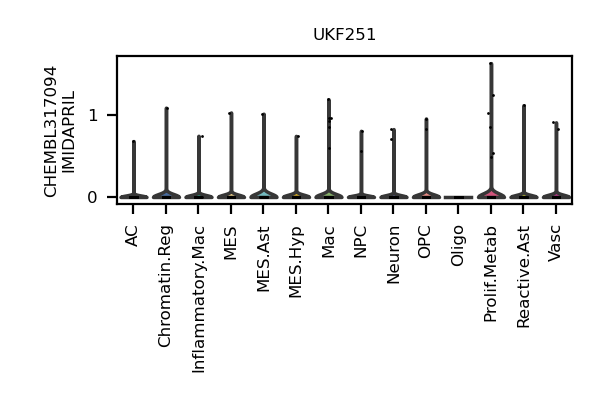 UKF251
CHEMBL317094
IMIDAPRIL
1
0
AC
Chromatin.Reg
Inflammatory.Mac
MES
MES.Ast
MES.Hyp
Mac
NPC
Neuron
OPC
Oligo
Prolif.Metab
Reactive.Ast
Vasc